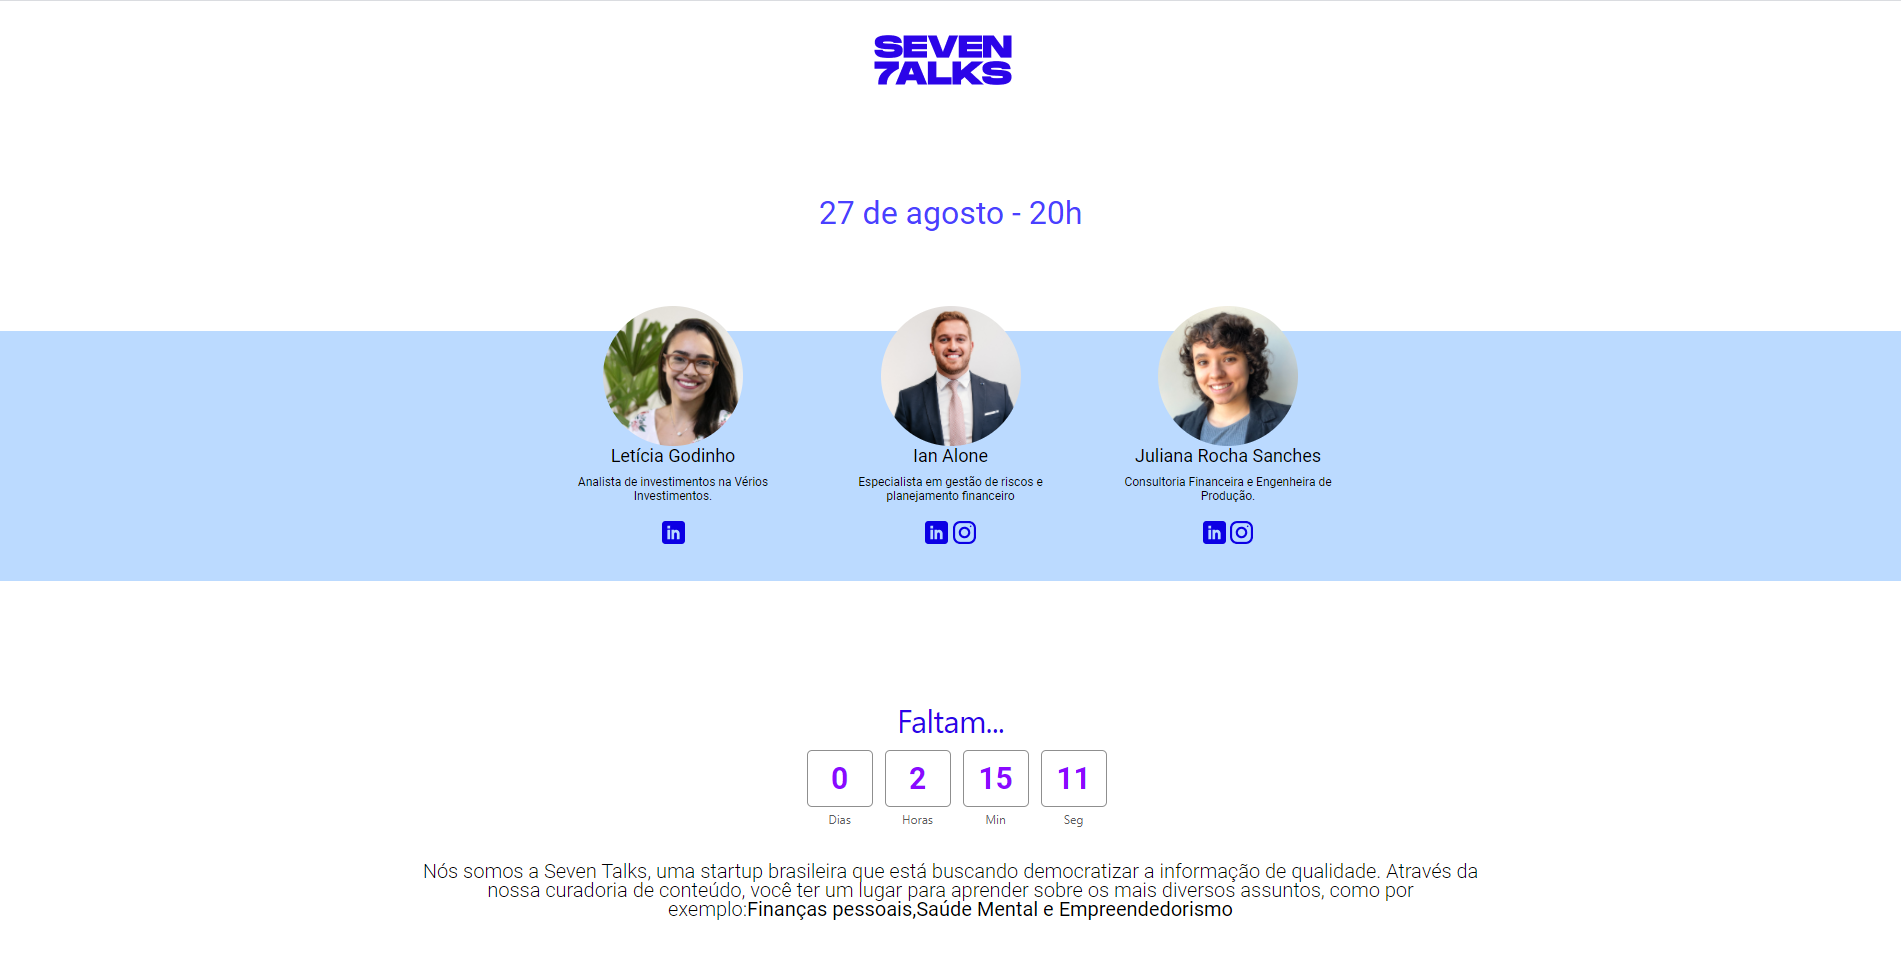 SEVEN
7ALKS
27 de agosto - 20h
Letícia Godinho
Analista de investimentos na Vérios
Investimentos.
Ian Alone
Especialista em gestão de riscos e
planejamento financeiro
Juliana Rocha Sanches
Consultoria Financeira e Engenheira de
Produção.
in
in
in
Faltam...
0 2 15 11
Dias Horas Min Seg
Nós somos a Seven Talks, uma startup brasileira que está buscando democratizar a informação de qualidade. Através da
nossa curadoria de conteúdo, você ter um lugar para aprender sobre os mais diversos assuntos, como por
exemplo:Finanças pessoais,Saúde Mental e Empreendedorismo